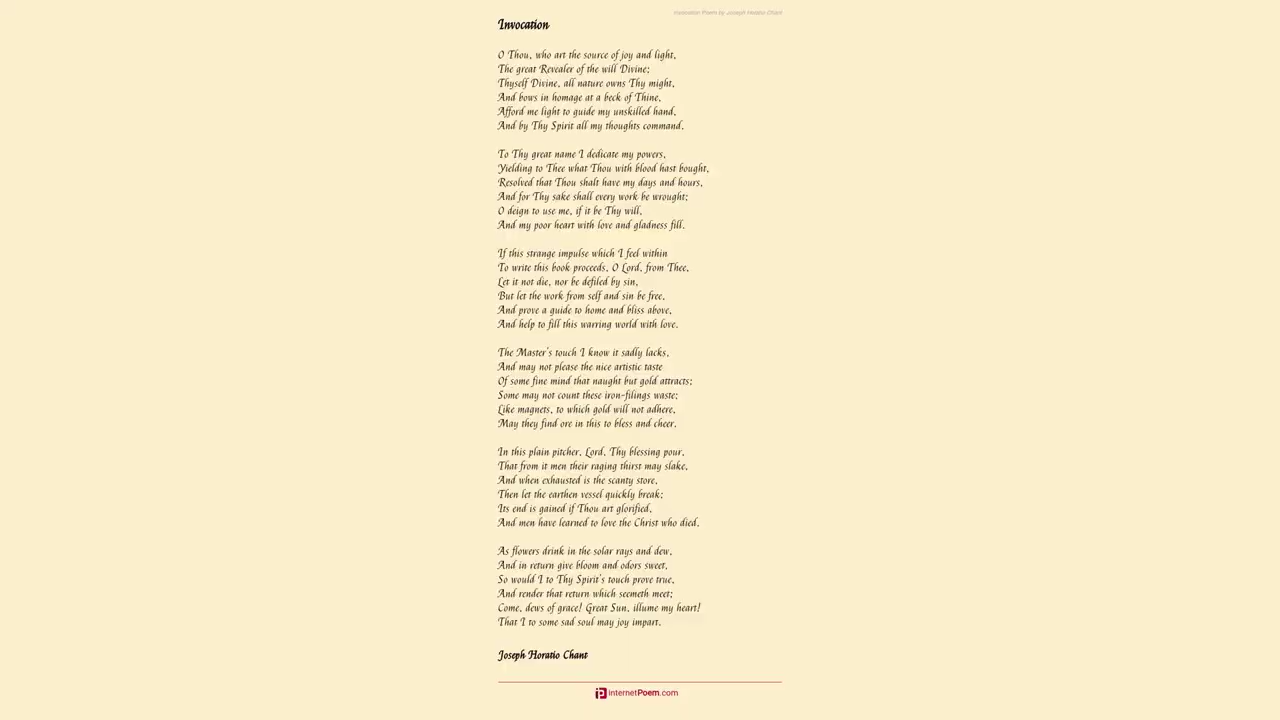 Invocation Poem by Joseph Horatio Chant
Invocation
O Thou, who art the source of joy and light,
The great Revealer of the will Divine;
Thyself Divine, all nature owns Thy might,
And bows in homage at a beck of Thine,
Afford me light to guide my unskilled hand,
And by Thy Spirit all my thoughts command.
To Thy great name I dedicate my powers,
Yielding to Thee what Thou with blood hast bought,
Resolved that Thou shalt have my days and hours,
And for Thy sake shall every work be wrought;
O deign to use me, if it be Thy will,
And my poor heart with love and gladness fill.
If this strange impulse which I feel within
To write this book proceeds, O Lord, from Thee,
Let it not die, nor be defiled by sin,
But let the work from self and sin be free,
And prove a guide to home and bliss above,
And help to fill this warring world with love.
The Master's touch I know it sadly lacks,
And may not please the nice artistic taste
Of some fine mind that naught but gold attracts;
Some may not count these iron-filings waste;
Like magnets, to which gold will not adhere,
May they find ore in this to bless and cheer.
In this plain pitcher, Lord, Thy blessing pour,
That from it men their raging thirst may slake,
And when exhausted is the scanty store,
Then let the earthen vessel quickly break;
Its end is gained if Thou art glorified,
And men have learned to love the Christ who died.
As flowers drink in the solar rays and dew,
And in return give bloom and odors sweet,
So would I to Thy Spirit's touch prove true,
And render that return which seemeth meet;
Come, dews of grace! Great Sun, illume my heart!
That I to some sad soul may joy impart.
Joseph Horatio Chant
internetPoem.com